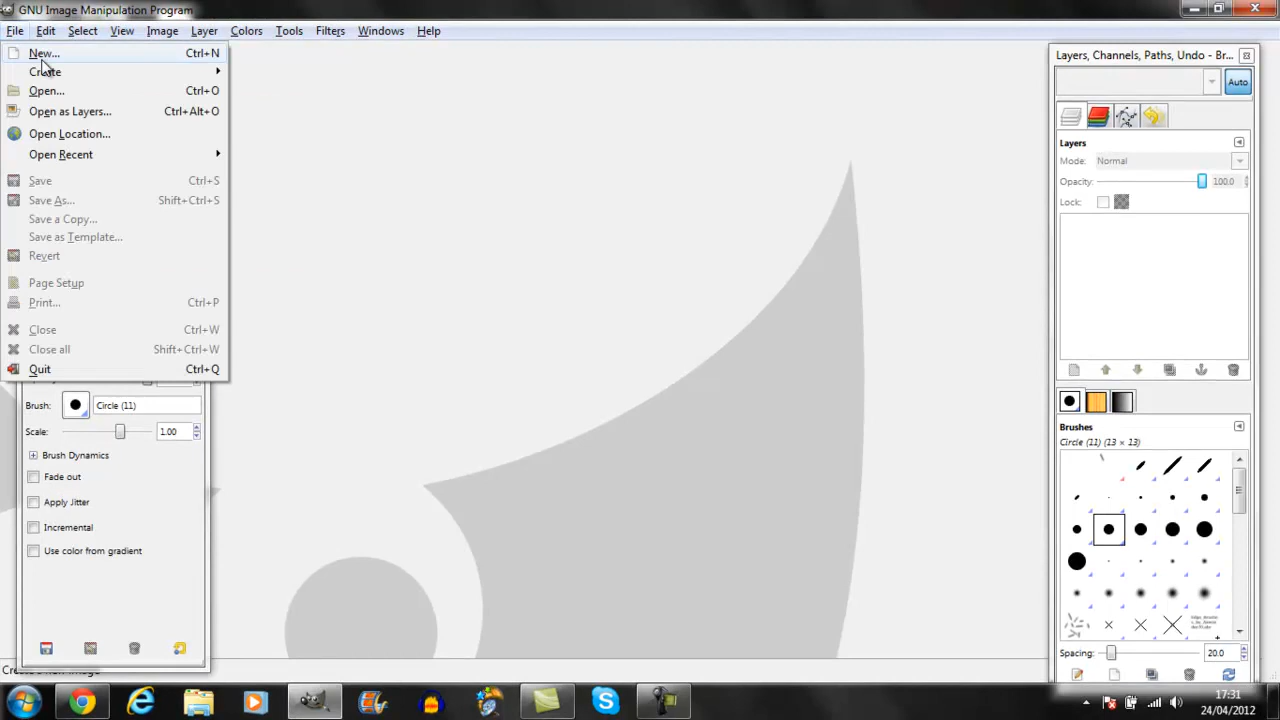 GNU Image Manipulation Program
File Edit Select View Image Layer Colors Tools Filters Windows Help
New... Ctrl+N
Create
Open... Ctrl+O
Open as Layers... Ctrl+Alt+O
Open Location...
Open Recent
Save Ctrl+S
Save As... Shift+Ctrl+S
Save a Copy...
Save as Template...
Revert
Page Setup
Print... Ctrl+P
Close Ctrl+W
Close all Shift+Ctrl+W
Quit Ctrl+Q
Brush: Circle (11)
Scale: 1.00
Brush Dynamics
Fade out
Apply Jitter
Incremental
Use color from gradient
Layers, Channels, Paths, Undo - Br...
Auto
Layers
Mode: Normal
Opacity: 100.0
Lock:
Brushes
Circle (11) (13 × 13)
Spacing: 20.0
17:31
24/04/2012